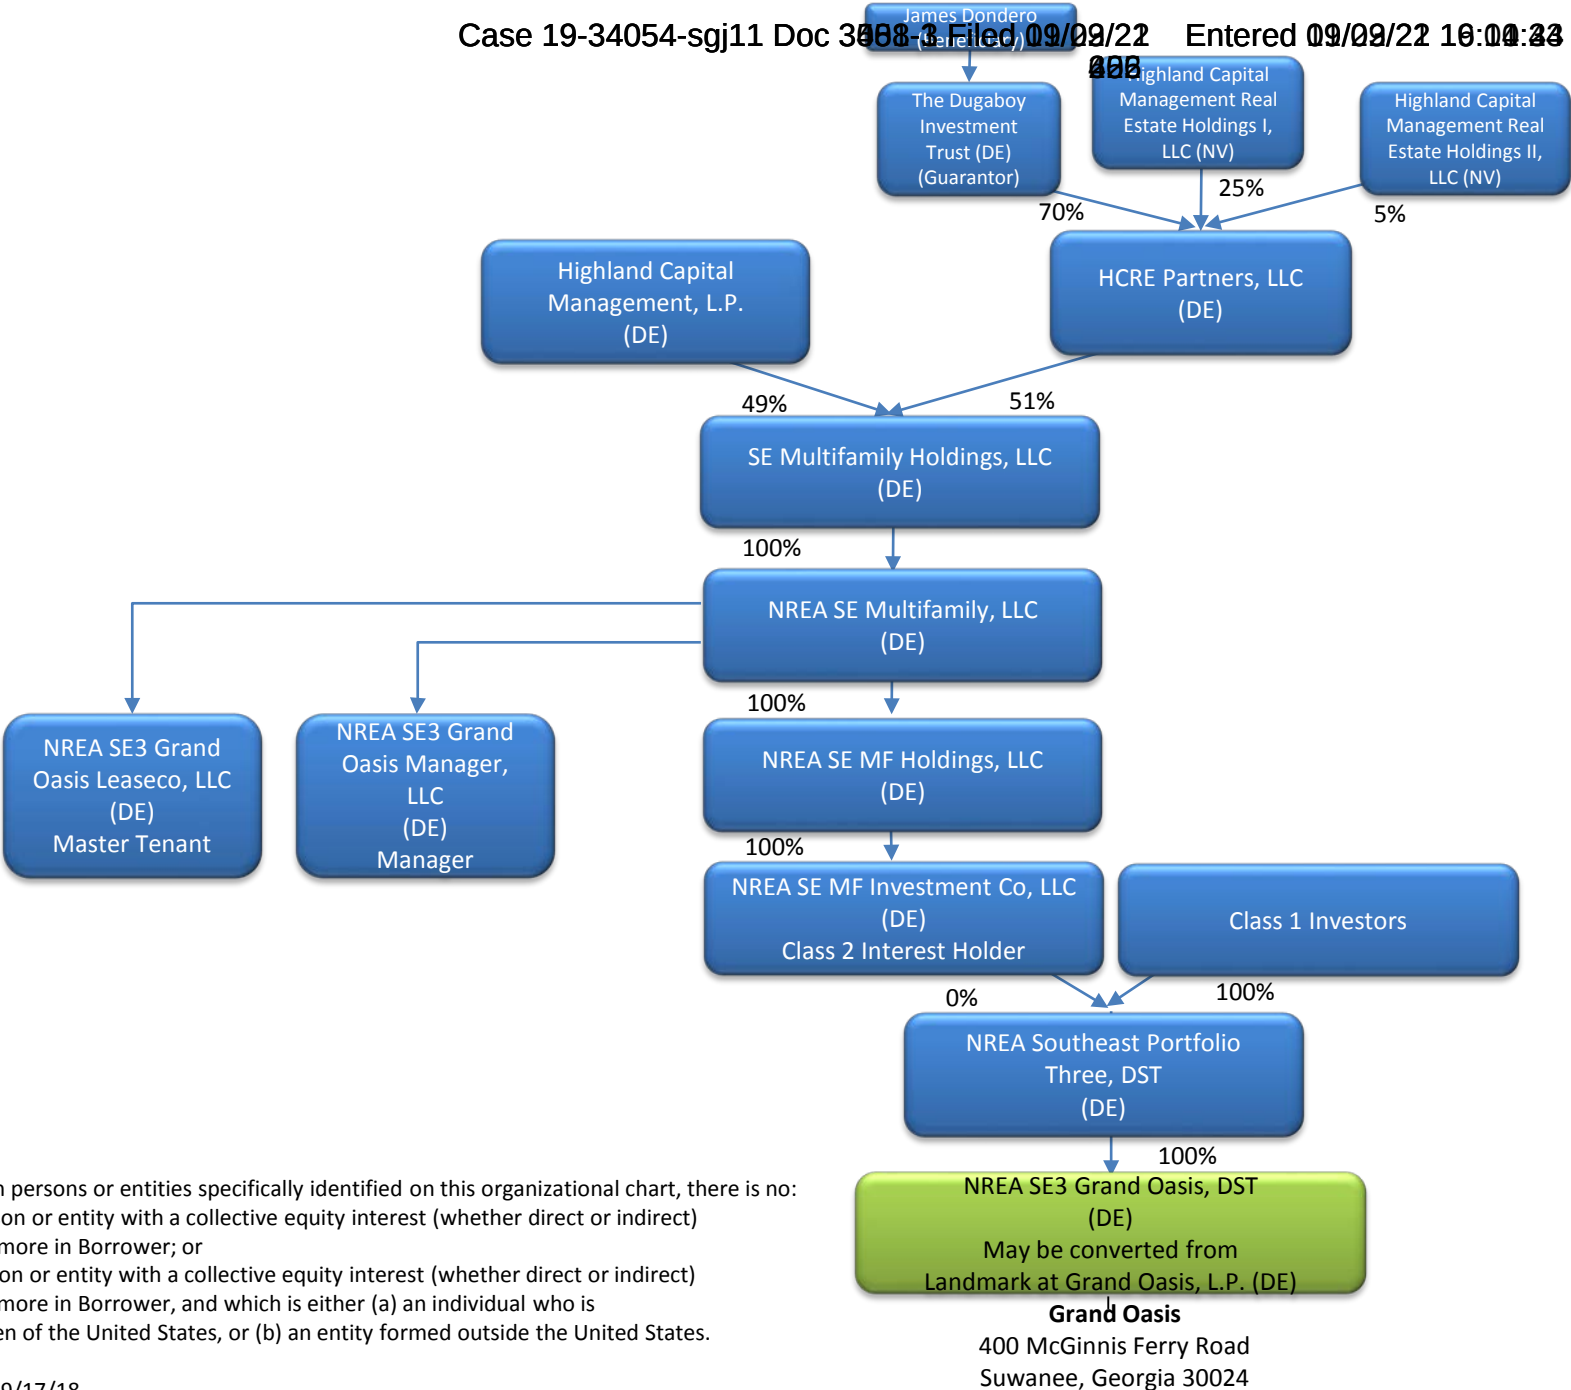 Case 19-34054-sgj11 Doc Filed Entered
James Dondero
(Beneficiary)
The Dugaboy
Investment
Trust (DE)
(Guarantor)
Highland Capital
Management Real
Estate Holdings I,
LLC (NV)
Highland Capital
Management Real
Estate Holdings II,
LLC (NV)
70%
25%
5%
Highland Capital
Management, L.P.
(DE)
HCRE Partners, LLC
(DE)
49%
51%
SE Multifamily Holdings, LLC
(DE)
100%
NREA SE Multifamily, LLC
(DE)
100%
NREA SE3 Grand
Oasis Leaseco, LLC
(DE)
Master Tenant
NREA SE3 Grand
Oasis Manager,
LLC
(DE)
Manager
NREA SE MF Holdings, LLC
(DE)
100%
NREA SE MF Investment Co, LLC
(DE)
Class 2 Interest Holder
Class 1 Investors
0%
100%
NREA Southeast Portfolio
Three, DST
(DE)
100%
NREA SE3 Grand Oasis, DST
(DE)
May be converted from
Landmark at Grand Oasis, L.P. (DE)
Grand Oasis
400 McGinnis Ferry Road
Suwanee, Georgia 30024
n persons or entities specifically identified on this organizational chart, there is no:
on or entity with a collective equity interest (whether direct or indirect)
more in Borrower; or
on or entity with a collective equity interest (whether direct or indirect)
more in Borrower, and which is either (a) an individual who is
en of the United States, or (b) an entity formed outside the United States.
9/17/18